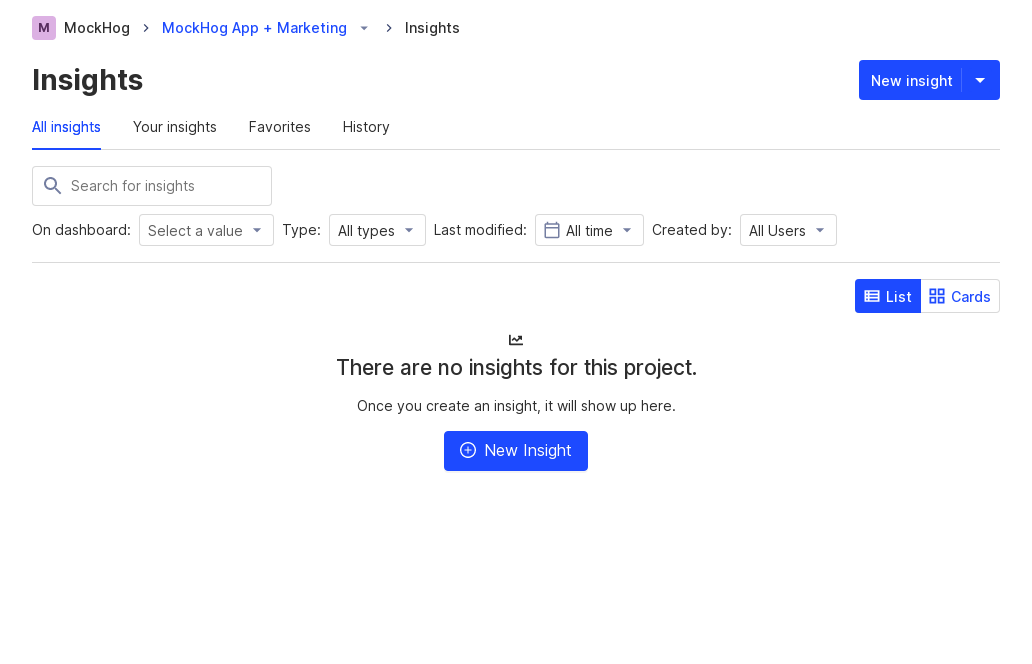 M MockHog MockHog App + Marketing Insights
Insights
New insight
All insights Your insights Favorites History
Search for insights
On dashboard: Select a value Type: All types Last modified: All time Created by: All Users
List Cards
There are no insights for this project.
Once you create an insight, it will show up here.
New Insight